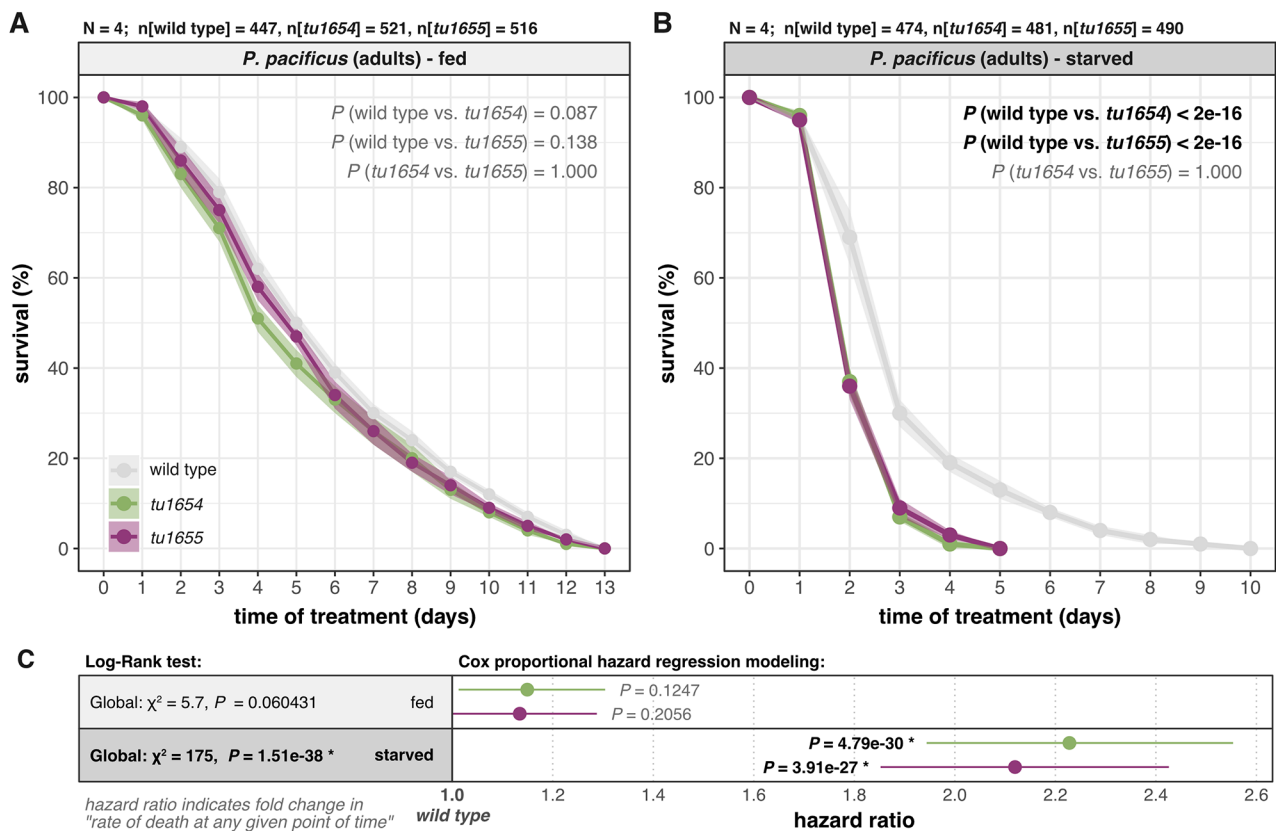 A
N = 4; n[wild type] = 447, n[tu1654] = 521, n[tu1655] = 516
P. pacificus (adults) - fed
P (wild type vs. tu1654) = 0.087
P (wild type vs. tu1655) = 0.138
P (tu1654 vs. tu1655) = 1.000
survival (%)
100
80
60
40
20
0
wild type
tu1654
tu1655
0 1 2 3 4 5 6 7 8 9 10 11 12 13
time of treatment (days)
B
N = 4; n[wild type] = 474, n[tu1654] = 481, n[tu1655] = 490
P. pacificus (adults) - starved
P (wild type vs. tu1654) < 2e-16
P (wild type vs. tu1655) < 2e-16
P (tu1654 vs. tu1655) = 1.000
survival (%)
100
80
60
40
20
0
0 1 2 3 4 5 6 7 8 9 10
time of treatment (days)
C
Log-Rank test:
Cox proportional hazard regression modeling:
Global: χ² = 5.7, P = 0.060431 fed
P = 0.1247
P = 0.2056
Global: χ² = 175, P = 1.51e-38 * starved
P = 4.79e-30 *
P = 3.91e-27 *
1.0 1.2 1.4 1.6 1.8 2.0 2.2 2.4 2.6
wild type
hazard ratio
hazard ratio indicates fold change in
"rate of death at any given point of time"